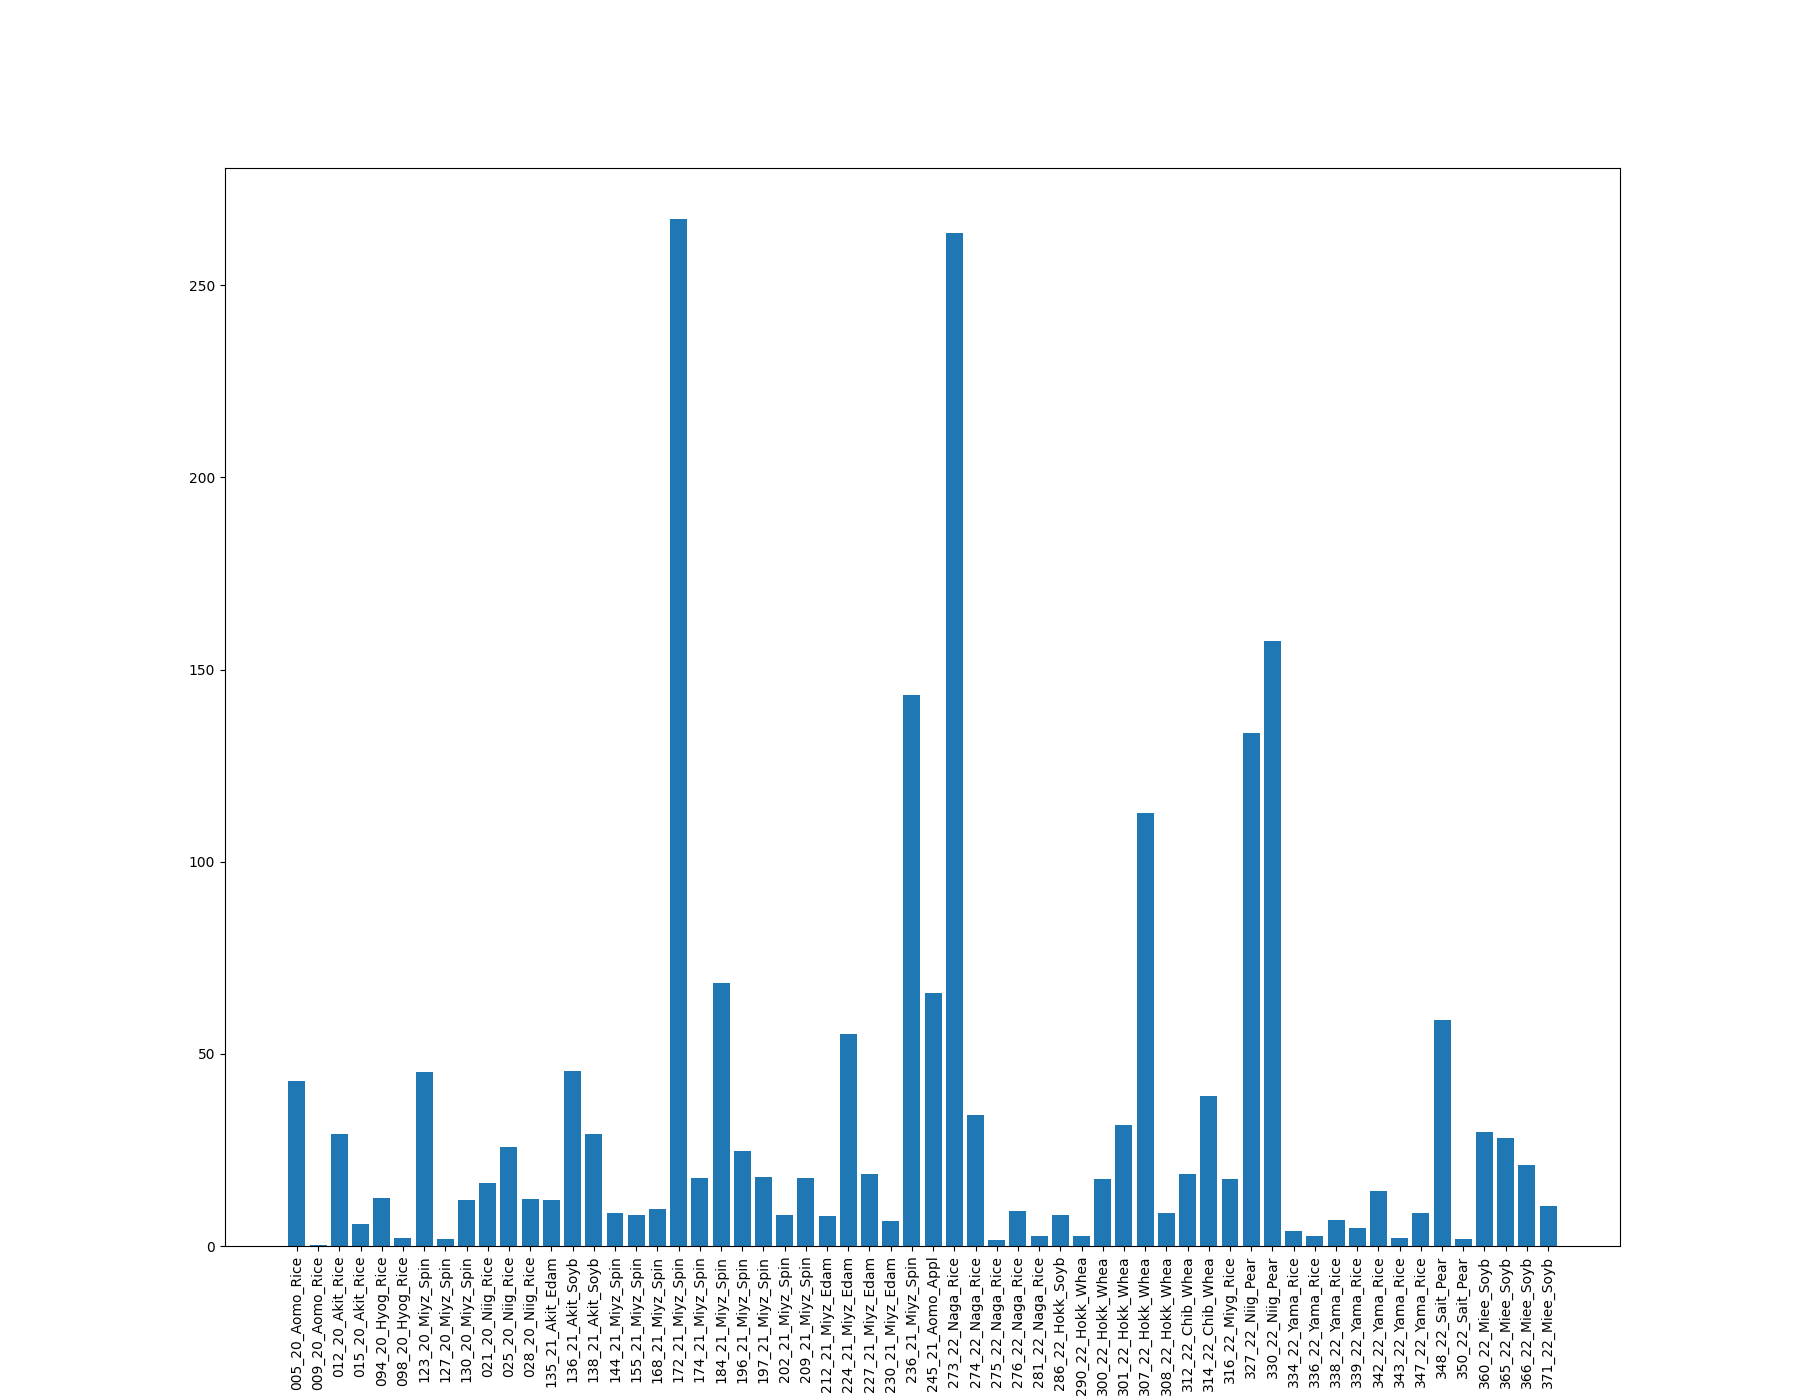 250
200
150
100
50
0
005_20_Aomo_Rice
009_20_Aomo_Rice
012_20_Akit_Rice
015_20_Akit_Rice
094_20_Hyog_Rice
098_20_Hyog_Rice
123_20_Miyz_Spin
127_20_Miyz_Spin
130_20_Miyz_Spin
021_20_Niig_Rice
025_20_Niig_Rice
028_20_Niig_Rice
135_21_Akit_Edam
136_21_Akit_Soyb
138_21_Akit_Soyb
144_21_Miyz_Spin
155_21_Miyz_Spin
168_21_Miyz_Spin
172_21_Miyz_Spin
174_21_Miyz_Spin
184_21_Miyz_Spin
196_21_Miyz_Spin
197_21_Miyz_Spin
202_21_Miyz_Spin
209_21_Miyz_Spin
212_21_Miyz_Edam
224_21_Miyz_Edam
227_21_Miyz_Edam
230_21_Miyz_Edam
236_21_Miyz_Spin
245_21_Aomo_Appl
273_22_Naga_Rice
274_22_Naga_Rice
275_22_Naga_Rice
276_22_Naga_Rice
281_22_Naga_Rice
286_22_Hokk_Soyb
290_22_Hokk_Whea
300_22_Hokk_Whea
301_22_Hokk_Whea
307_22_Hokk_Whea
308_22_Hokk_Whea
312_22_Chib_Whea
314_22_Chib_Whea
316_22_Miyg_Rice
327_22_Niig_Pear
330_22_Niig_Pear
334_22_Yama_Rice
336_22_Yama_Rice
338_22_Yama_Rice
339_22_Yama_Rice
342_22_Yama_Rice
343_22_Yama_Rice
347_22_Yama_Rice
348_22_Sait_Pear
350_22_Sait_Pear
360_22_Miee_Soyb
365_22_Miee_Soyb
366_22_Miee_Soyb
371_22_Miee_Soyb